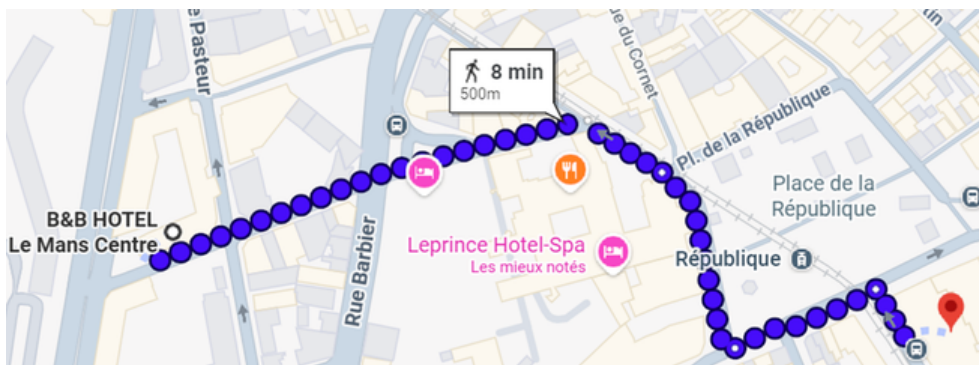 Pasteur
8 min
500m
Rue Barbier
du Cornet
Pl. de la République
Place de la
République
B&B HOTEL
Le Mans Centre
Leprince Hotel-Spa
Les mieux notés
République